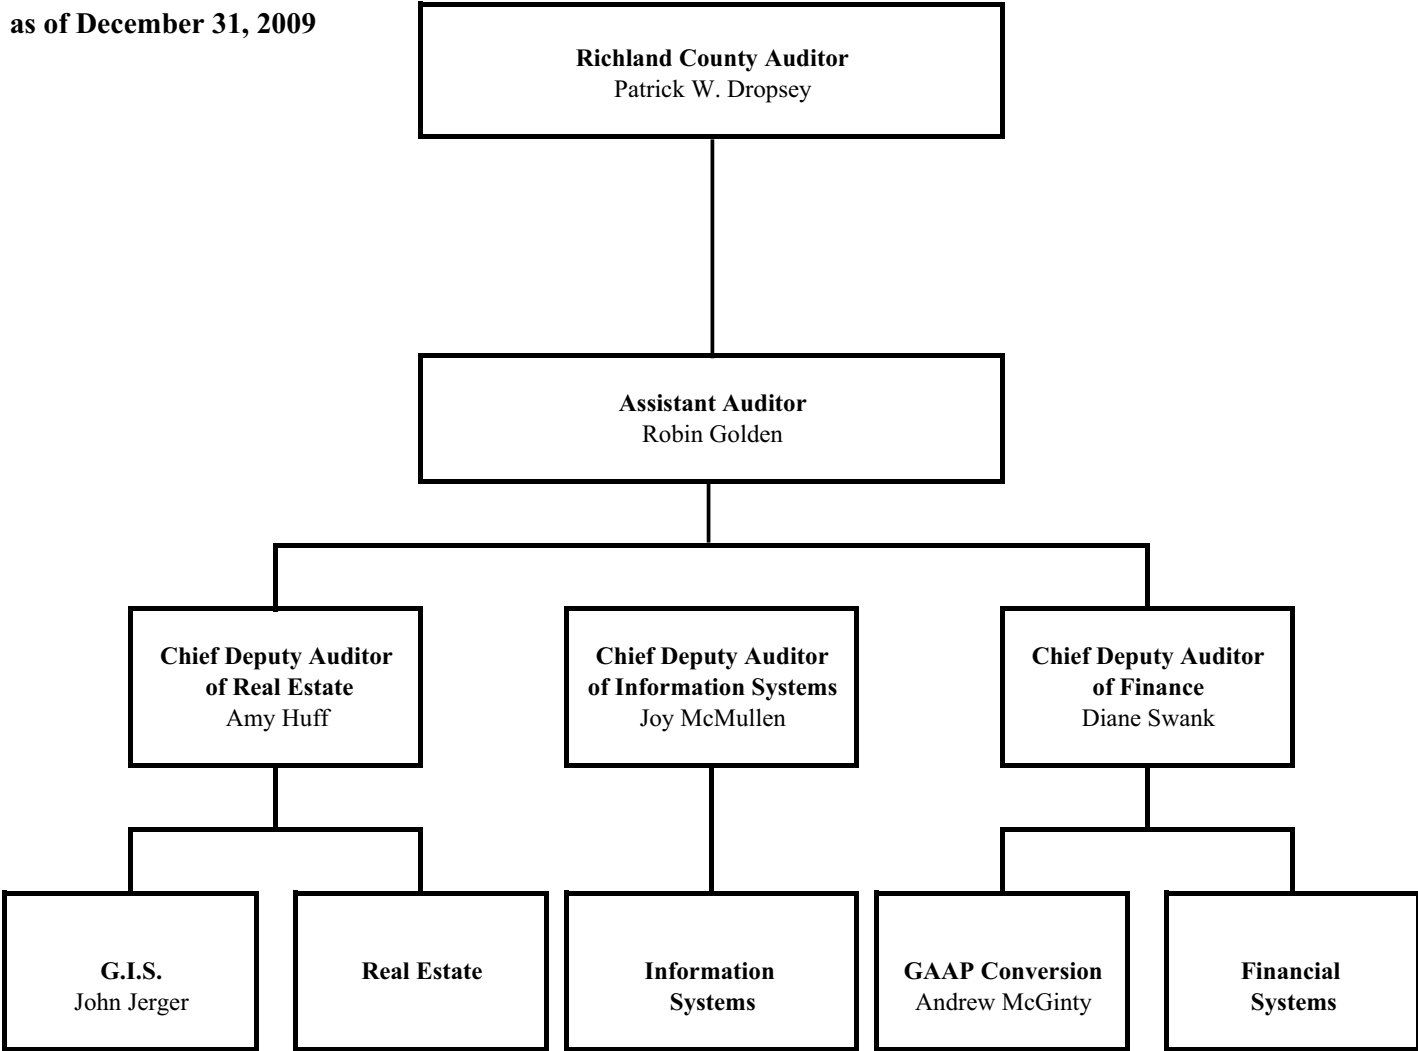 as of December 31, 2009
Richland County Auditor
Patrick W. Dropsey
Assistant Auditor
Robin Golden
Chief Deputy Auditor
of Real Estate
Amy Huff
Chief Deputy Auditor
of Information Systems
Joy McMullen
Chief Deputy Auditor
of Finance
Diane Swank
G.I.S.
John Jerger
Real Estate
Information
Systems
GAAP Conversion
Andrew McGinty
Financial
Systems